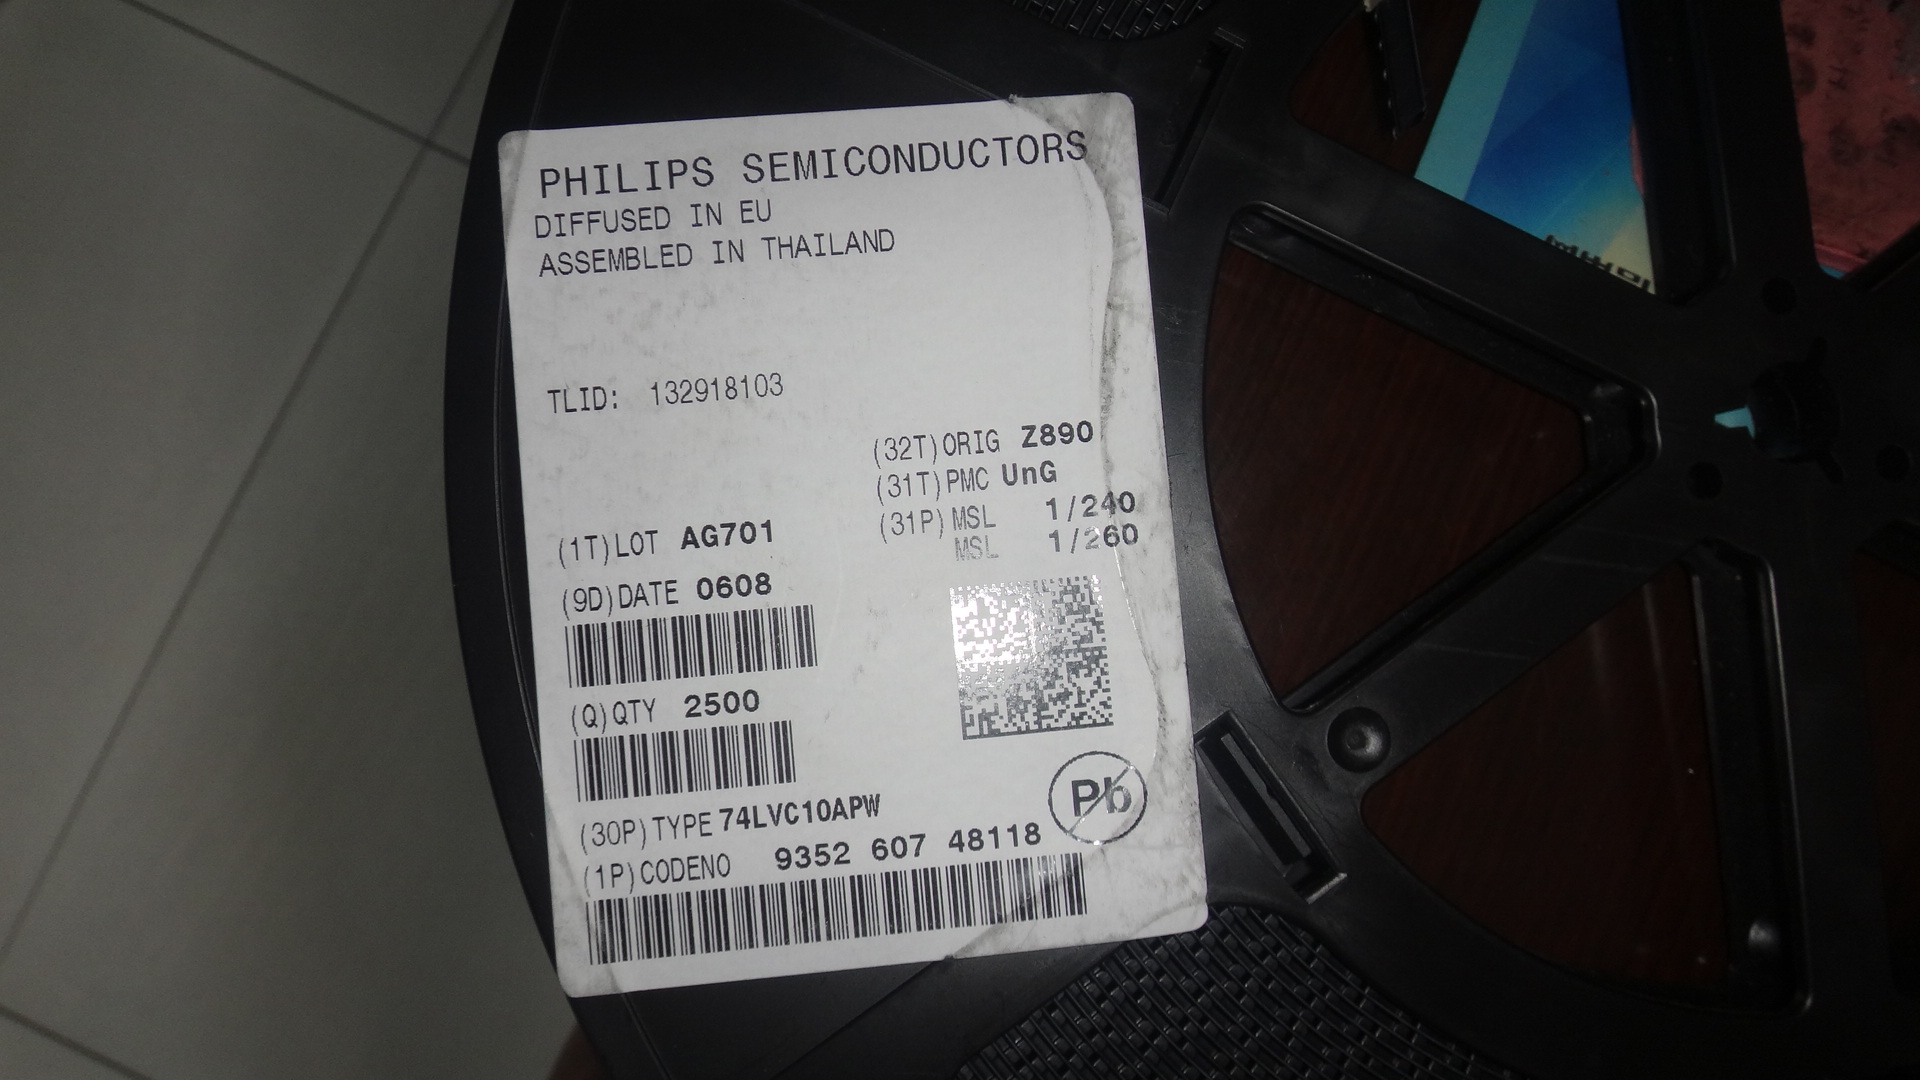 PHILIPS SEMICONDUCTORS
DIFFUSED IN EU
ASSEMBLED IN THAILAND
TLID: 132918103
(32T)ORIG Z890
(31T)PMC UnG
(31P)MSL 1/240
MSL 1/260
(1T)LOT AG701
(9D)DATE 0608
(Q)QTY 2500
(30P)TYPE 74LVC10APW
(1P)CODENO 9352 607 48118
Pb